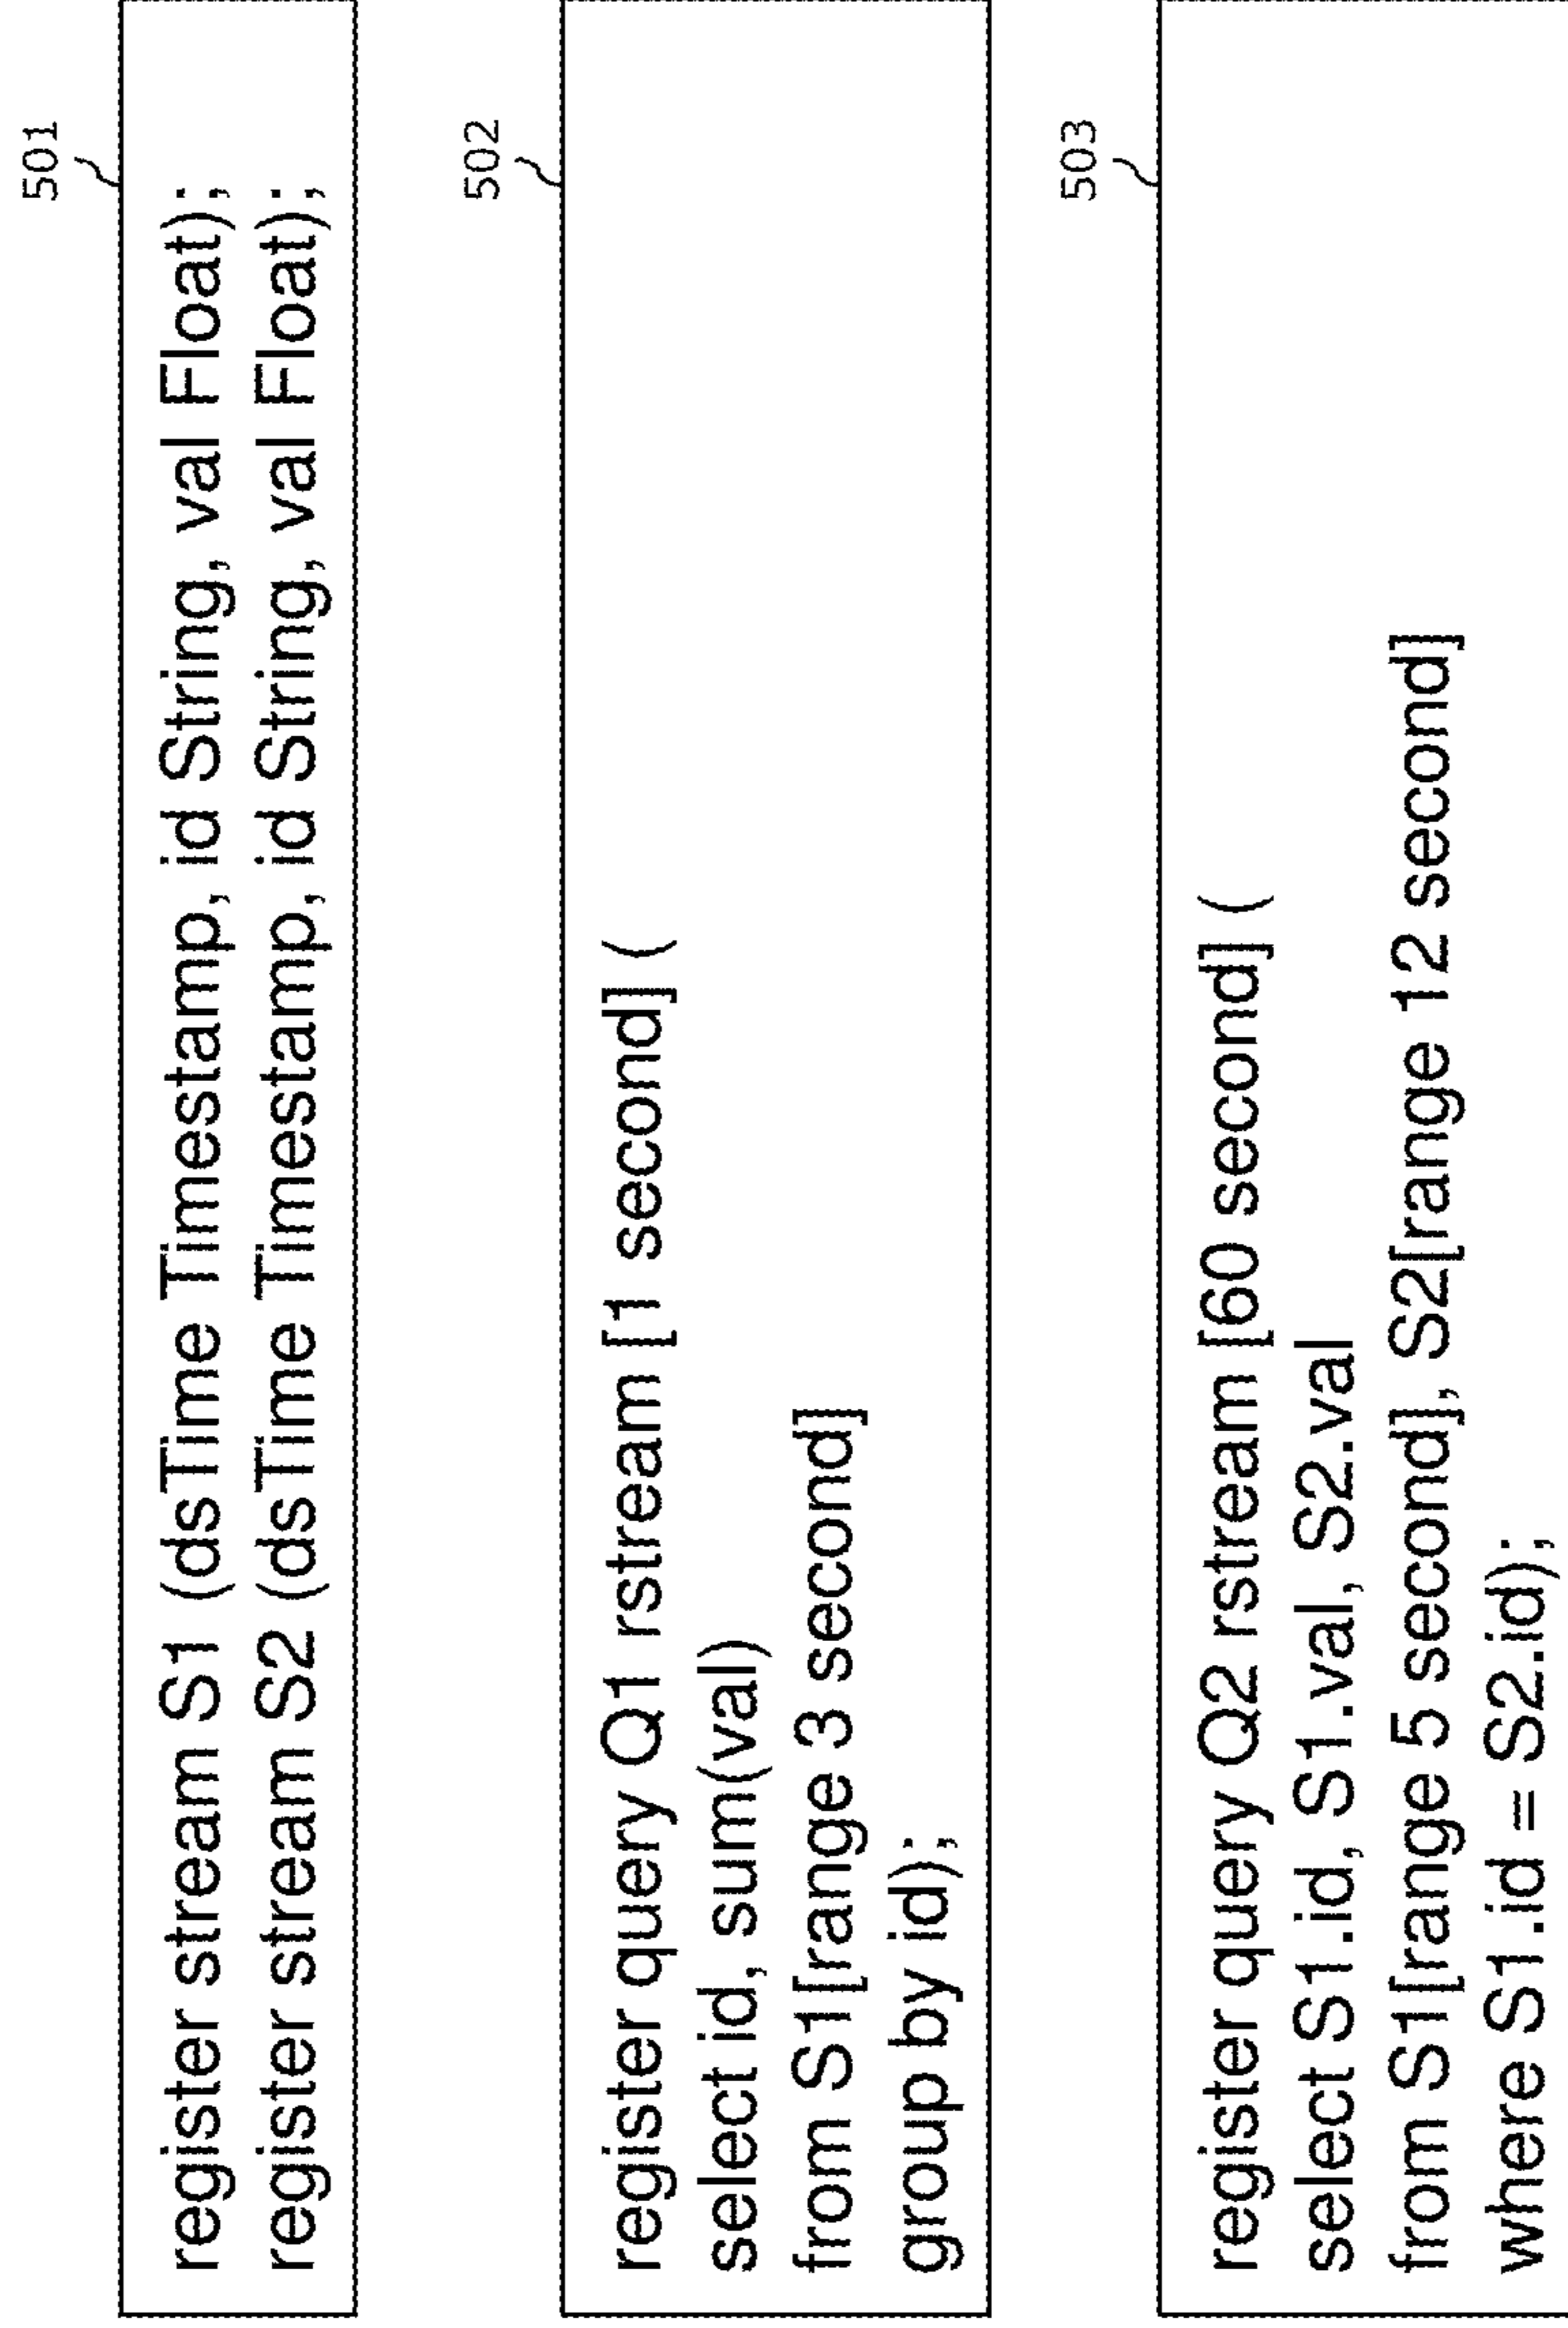 501
register stream S1 (dsTime Timestamp, id String, val Float);
register stream S2 (dsTime Timestamp, id String, val Float);
502
register query Q1 rstream [1 second] (
select id, sum(val)
from S1[range 3 second]
group by id);
503
register query Q2 rstream [60 second] (
select S1.id, S1.val, S2.val
from S1[range 5 second], S2[range 12 second]
where S1.id = S2.id);